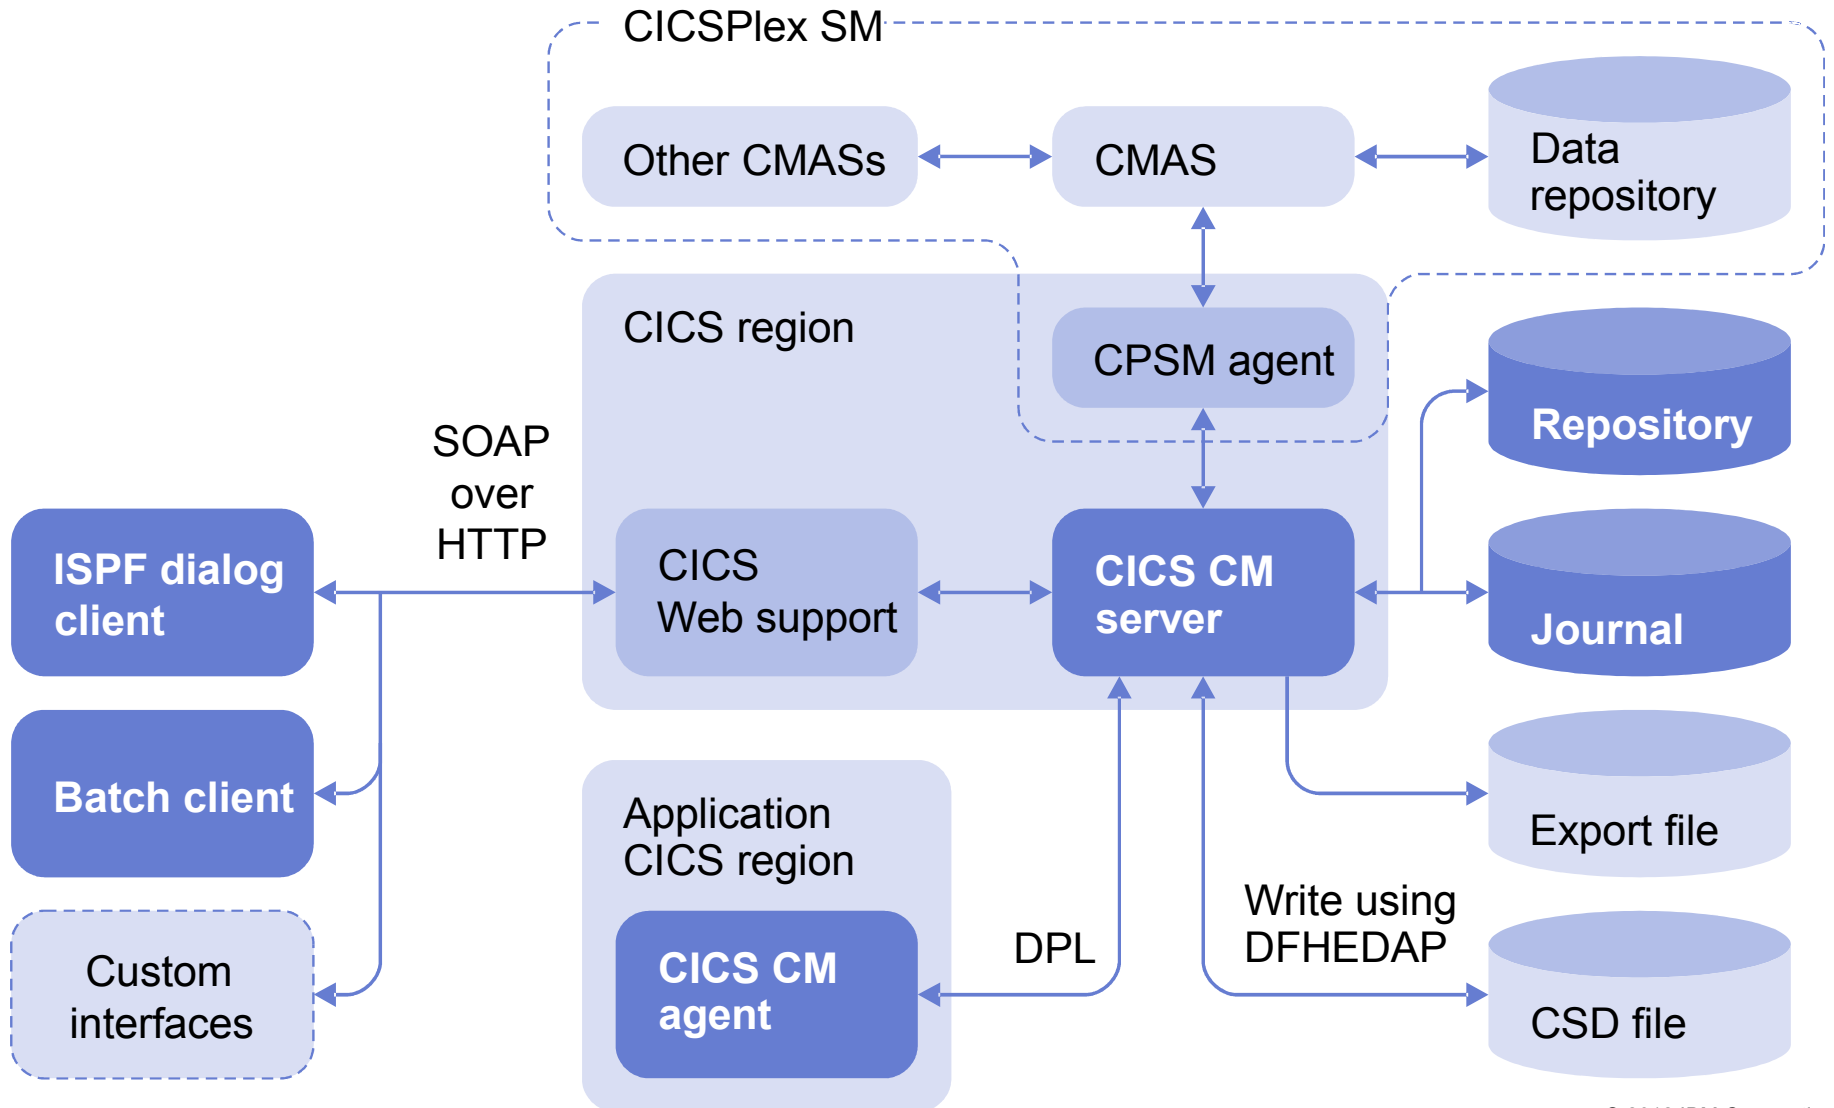 CICSPlex SM
Other CMASs
CMAS
Data
repository
CICS region
CPSM agent
Repository
SOAP
over
HTTP
ISPF dialog
client
CICS
Web support
CICS CM
server
Journal
Batch client
Application
CICS region
Export file
Custom
interfaces
CICS CM
agent
DPL
Write using
DFHEDAP
CSD file